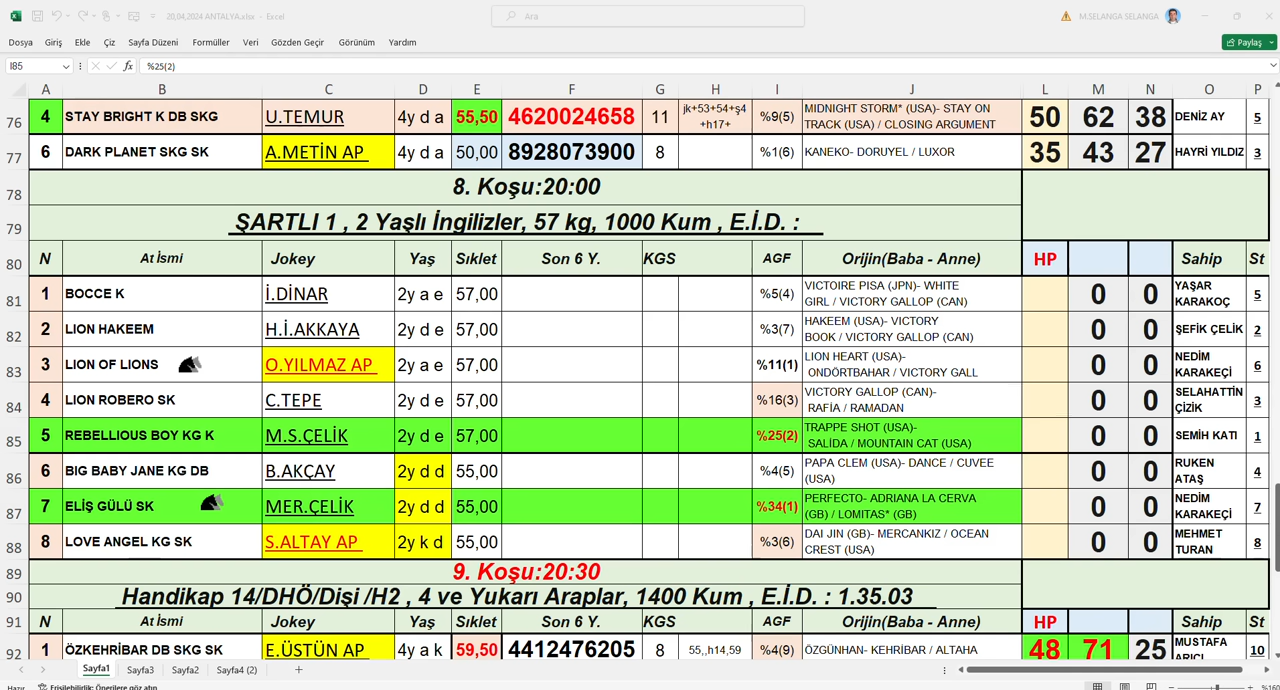 20,04,2024 ANTALYA.xlsx - Excel
Ara
M.SELANGA SELANGA
Dosya Giriş Ekle Çiz Sayfa Düzeni Formüller Veri Gözden Geçir Görünüm Yardım
Paylaş
I85 fx %25(2)
A B C D E F G H I J L M N O P
76 4 STAY BRIGHT K DB SKG U.TEMUR 4y d a 55,50 4620024658 11 jk+53+54+ş4 +h17+ %9(5) MIDNIGHT STORM* (USA)- STAY ON TRACK (USA) / CLOSING ARGUMENT 50 62 38 DENİZ AY 5
77 6 DARK PLANET SKG SK A.METİN AP 4y d a 50,00 8928073900 8 %1(6) KANEKO- DORUYEL / LUXOR 35 43 27 HAYRİ YILDIZ 3
78 8. Koşu:20:00
79 ŞARTLI 1 , 2 Yaşlı İngilizler, 57 kg, 1000 Kum , E.İ.D. :
80 N At İsmi Jokey Yaş Sıklet Son 6 Y. KGS AGF Orijin(Baba - Anne) HP Sahip St
81 1 BOCCE K İ.DİNAR 2y a e 57,00 %5(4) VICTOIRE PISA (JPN)- WHITE GIRL / VICTORY GALLOP (CAN) 0 0 YAŞAR KARAKOÇ 5
82 2 LION HAKEEM H.İ.AKKAYA 2y d e 57,00 %3(7) HAKEEM (USA)- VICTORY BOOK / VICTORY GALLOP (CAN) 0 0 ŞEFİK ÇELİK 2
83 3 LION OF LIONS O.YILMAZ AP 2y a e 57,00 %11(1) LION HEART (USA)- ONDÖRTBAHAR / VICTORY GALL 0 0 NEDİM KARAKEÇİ 6
84 4 LION ROBERO SK C.TEPE 2y d e 57,00 %16(3) VICTORY GALLOP (CAN)- RAFİA / RAMADAN 0 0 SELAHATTİN ÇİZİK 3
85 5 REBELLIOUS BOY KG K M.S.ÇELİK 2y d e 57,00 %25(2) TRAPPE SHOT (USA)- SALİDA / MOUNTAIN CAT (USA) 0 0 SEMİH KATI 1
86 6 BIG BABY JANE KG DB B.AKÇAY 2y d d 55,00 %4(5) PAPA CLEM (USA)- DANCE / CUVEE (USA) 0 0 RUKEN ATAŞ 4
87 7 ELİŞ GÜLÜ SK MER.ÇELİK 2y d d 55,00 %34(1) PERFECTO- ADRIANA LA CERVA (GB) / LOMITAS* (GB) 0 0 NEDİM KARAKEÇİ 7
88 8 LOVE ANGEL KG SK S.ALTAY AP 2y k d 55,00 %3(6) DAI JIN (GB)- MERCANKIZ / OCEAN CREST (USA) 0 0 MEHMET TURAN 8
89 9. Koşu:20:30
90 Handikap 14/DHÖ/Dişi /H2 , 4 ve Yukarı Araplar, 1400 Kum , E.İ.D. : 1.35.03
91 N At İsmi Jokey Yaş Sıklet Son 6 Y. KGS AGF Orijin(Baba - Anne) HP Sahip St
92 1 ÖZKEHRİBAR DB SKG SK E.ÜSTÜN AP 4y a k 59,50 4412476205 8 55,,h14,59 %4(9) ÖZGÜNHAN- KEHRİBAR / ALTAHA 48 71 25 MUSTAFA ARICI 10
Sayfa1 Sayfa3 Sayfa2 Sayfa4 (2) +
Hazır Erişilebilirlik: Önerilere göz atın %160